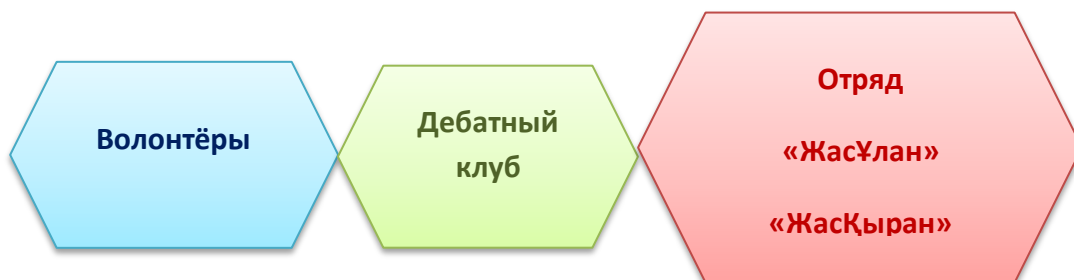 Волонтёры
Дебатный
клуб
Отряд
«ЖасҰлан»
«ЖасҚыран»